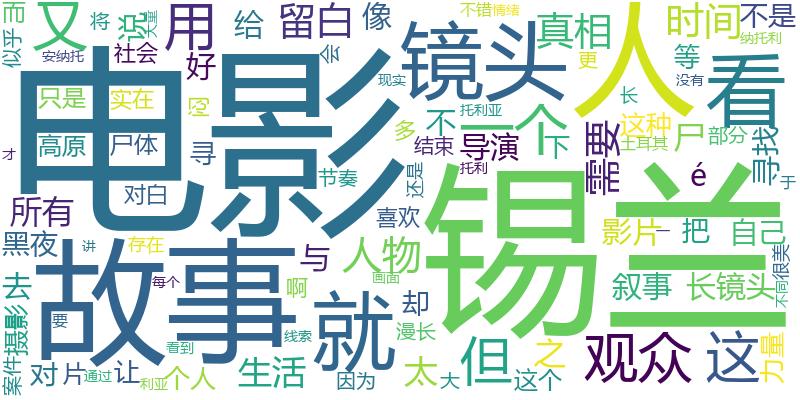 电影
锡兰
故事
人
镜头
看
就
又
用
留白
像
真相
时间
不是
而
将
说
给
会
不错
情绪
纳托利
似乎
安纳托
社会
好
现实
更
等
没有
只是
实在
不
一个
多
托利亚
长
这种
土耳其
高原
尸体
寻
结束
导演
下
需要
尸
部分
寻找
才
对白
节奏
还是
托利
é
于
所有
喜欢
影片
一
把
自己
黑夜
存在
讲
与
人物
却
每个
画面
叙事
长镜头
很美
不同
去
啊
漫长
摄影
要
线索
但
之
观众
这
力量
案件
对
片
看到
通过
让
利亚
个人
生活
因为
太
大
这个